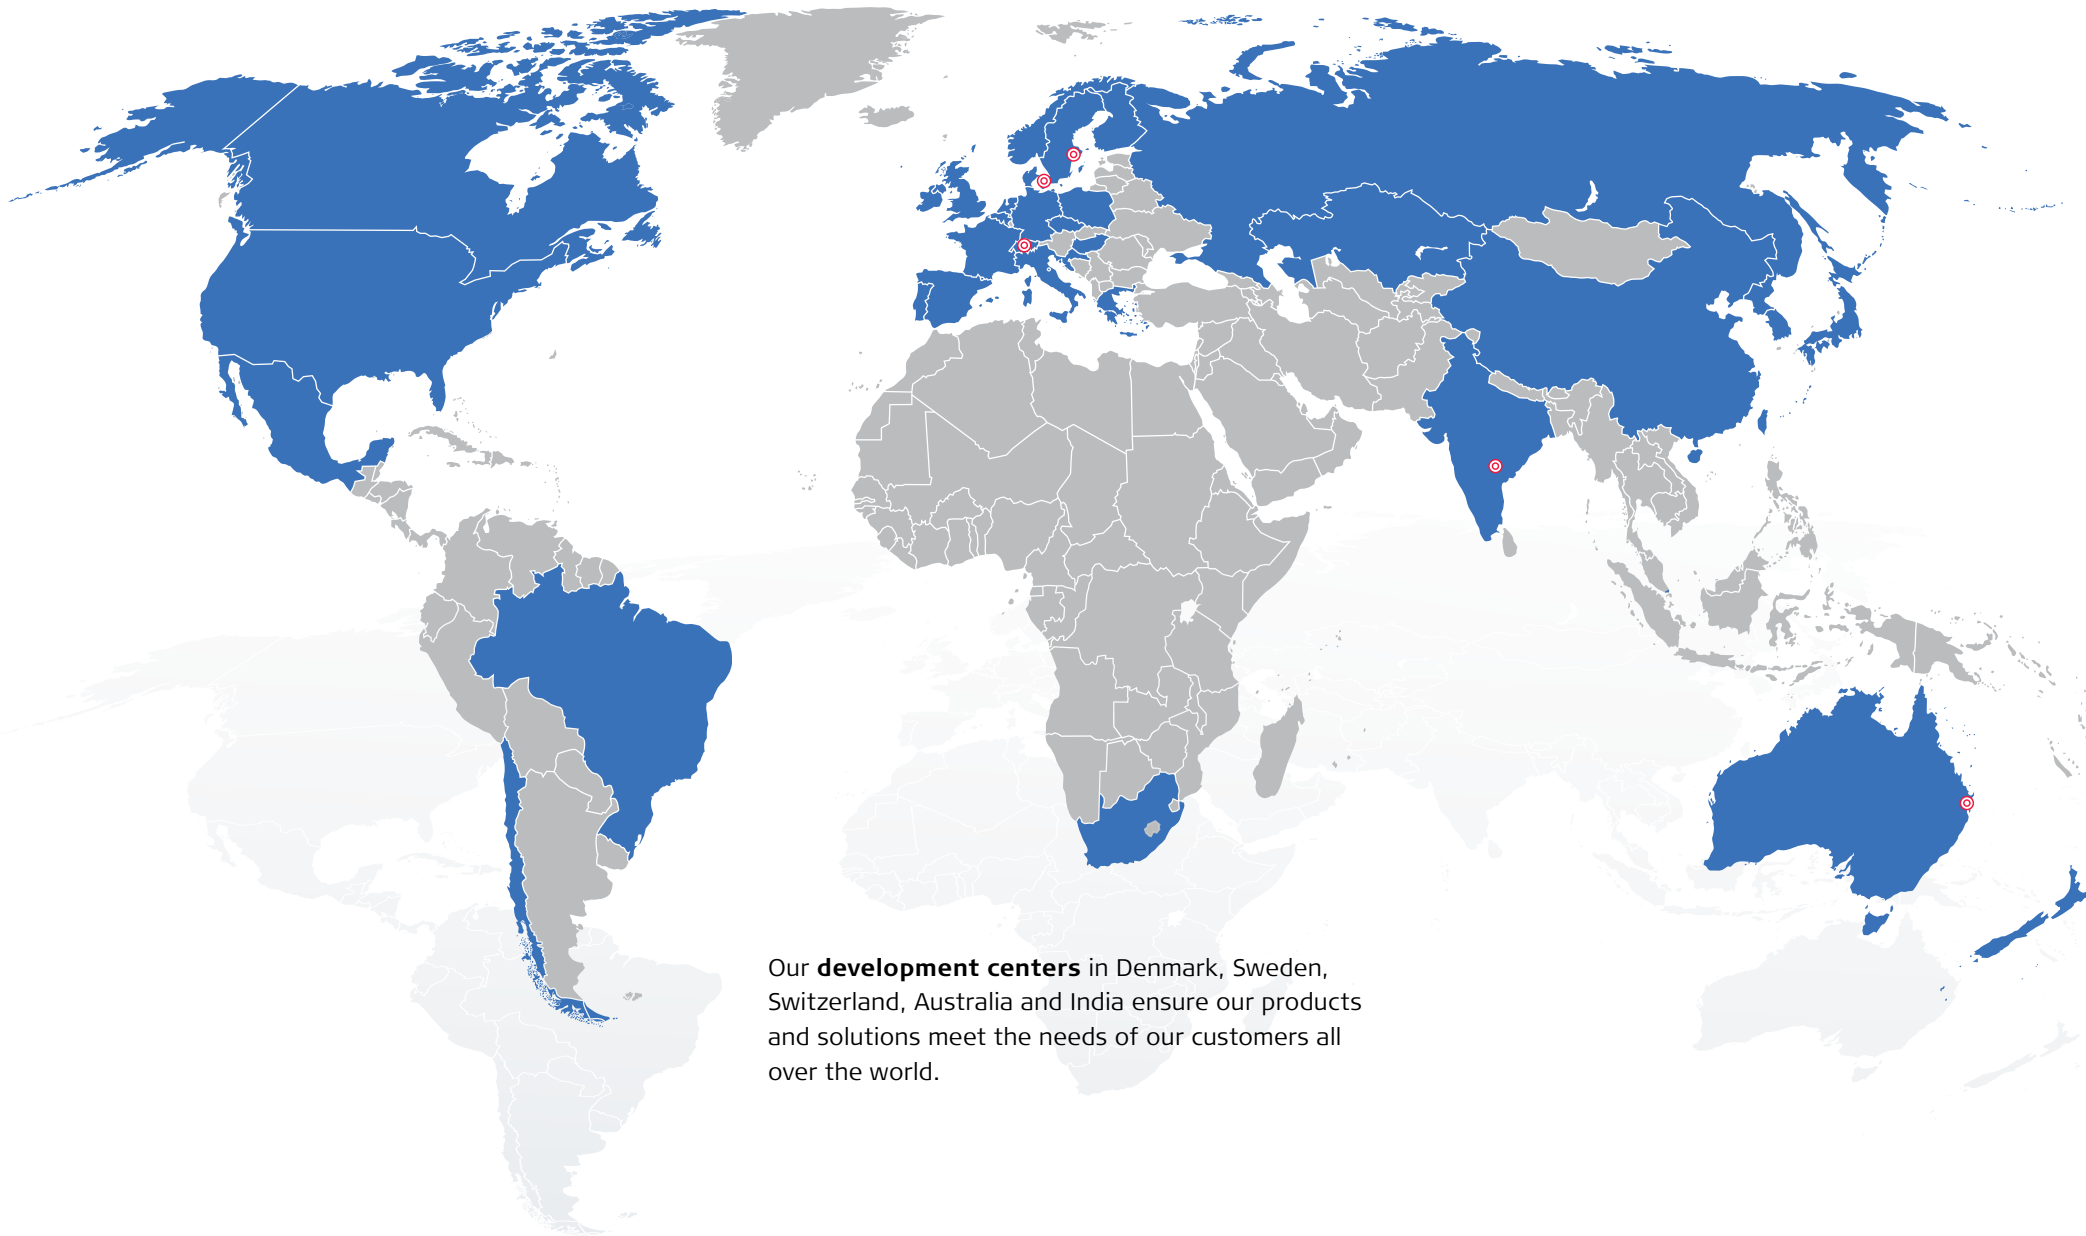 Our development centers in Denmark, Sweden,
Switzerland, Australia and India ensure our products
and solutions meet the needs of our customers all
over the world.